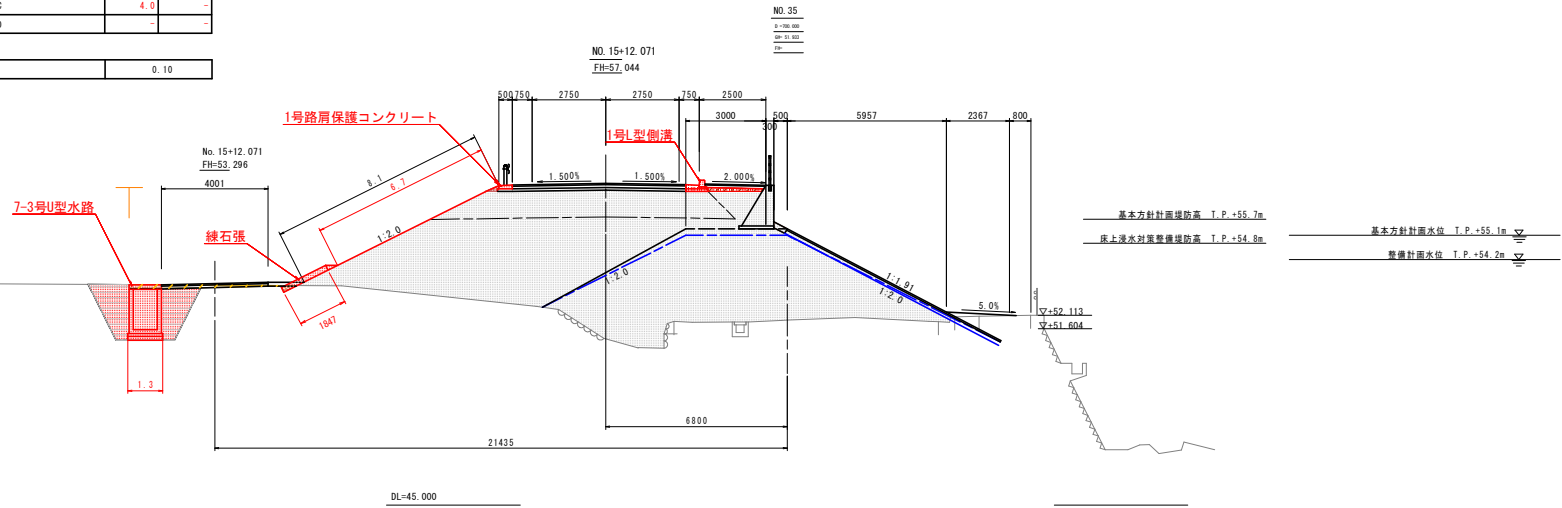 C 4.0 -
- -
0.10
NO.35
NO.15+12.071
FH=57.044
500 750 2750 2750 750 2500
3000 500 5957 2367 800
300
1号路肩保護コンクリート
1号L型側溝
No.15+12.071
FH=53.296
4001
8.1
6.7
1.500% 1.500% 2.000%
7-3号U型水路
練石張
1:2.0
基本方針計画堤防高 T.P.+55.7m
床上浸水対策整備堤防高 T.P.+54.8m
基本方針計画水位 T.P.+55.1m
整備計画水位 T.P.+54.2m
1:2.0
1:1.91
1:2.0
5.0%
▽+52.113
▽+51.604
1847
1.3
6800
21435
DL=45.000